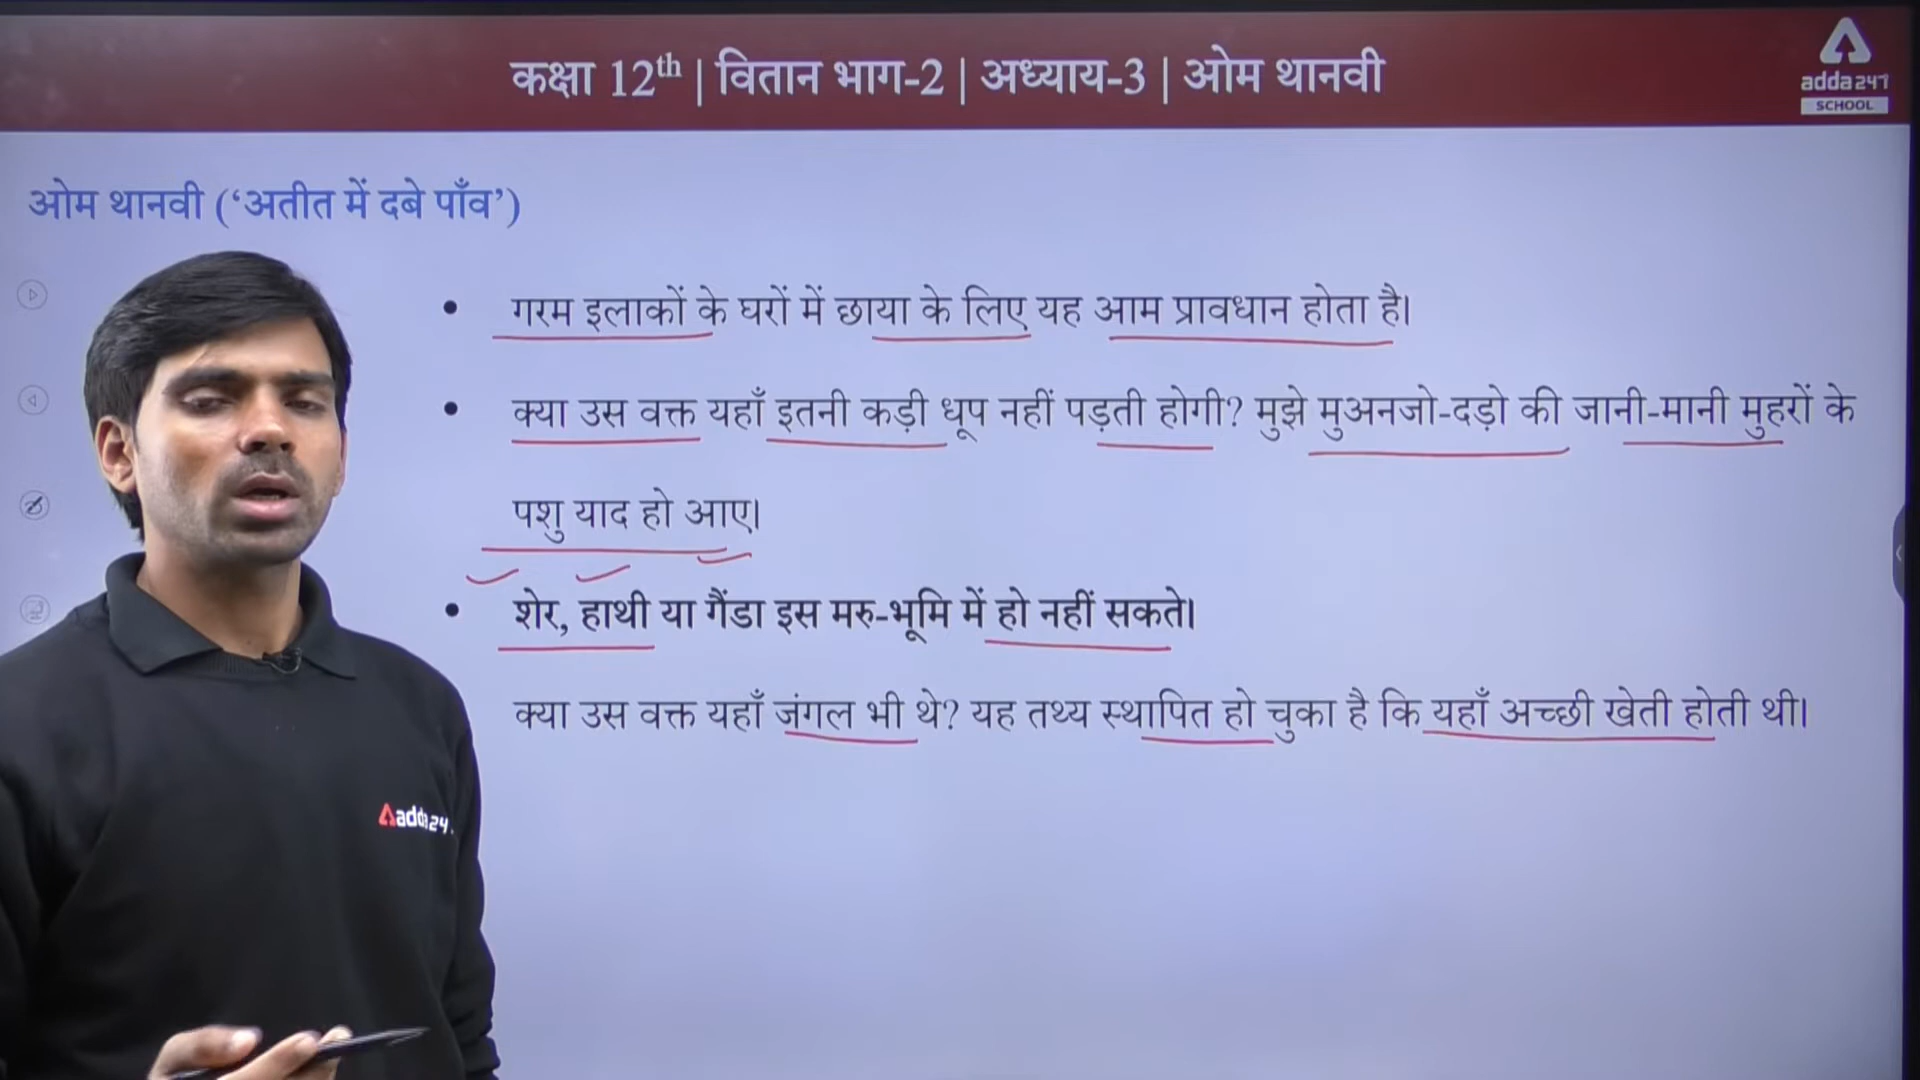 कक्षा 12th | वितान भाग-2 | अध्याय-3 | ओम थानवी
adda247
SCHOOL
ओम थानवी (‘अतीत में दबे पाँव’)
• गरम इलाकों के घरों में छाया के लिए यह आम प्रावधान होता है।
• क्या उस वक्त यहाँ इतनी कड़ी धूप नहीं पड़ती होगी? मुझे मुअनजो-दड़ो की जानी-मानी मुहरों के
पशु याद हो आए।
• शेर, हाथी या गैंडा इस मरु-भूमि में हो नहीं सकते।
क्या उस वक्त यहाँ जंगल भी थे? यह तथ्य स्थापित हो चुका है कि यहाँ अच्छी खेती होती थी।
adda24